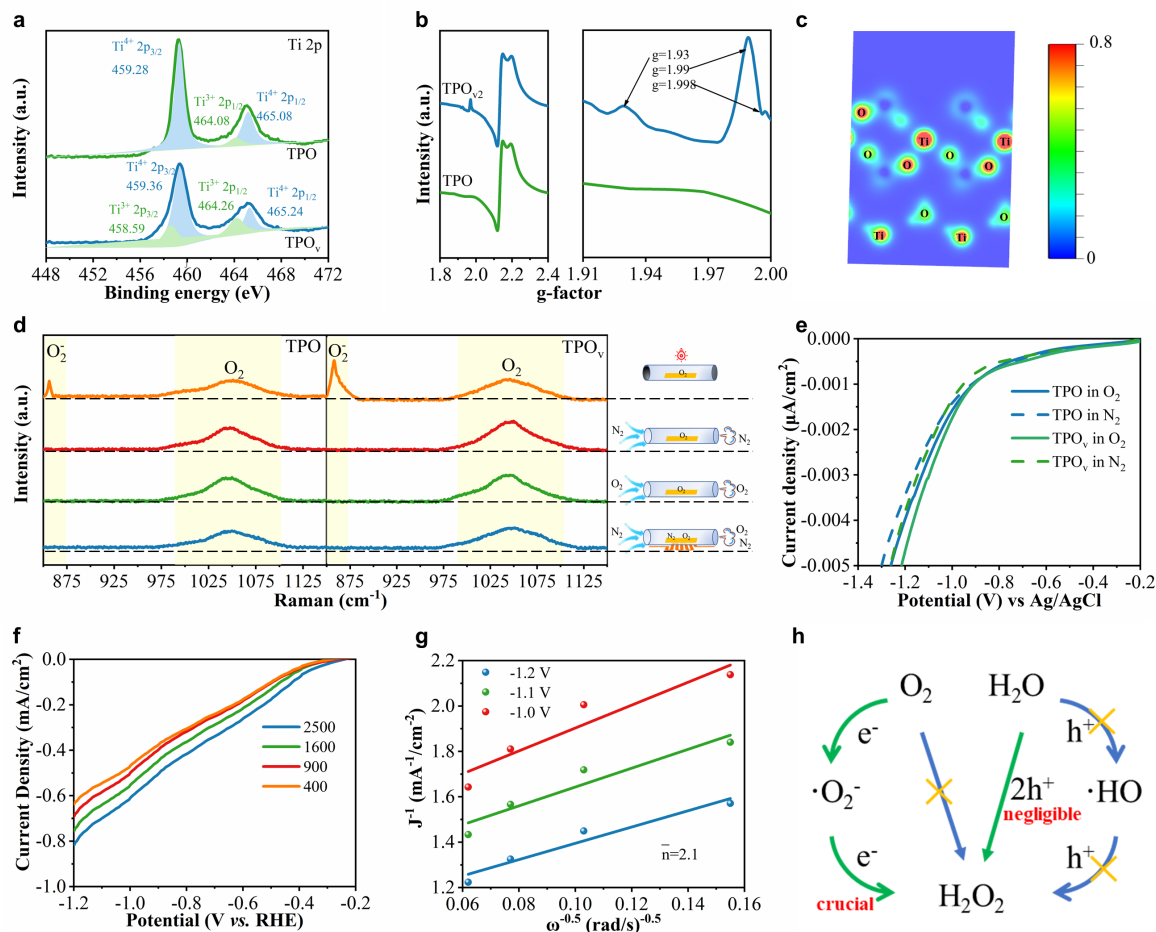 a
Ti 2p
Ti⁴⁺ 2p₃/₂
459.28
Ti³⁺ 2p₁/₂
464.08
Ti⁴⁺ 2p₁/₂
465.08
TPO
Ti⁴⁺ 2p₃/₂
459.36
Ti³⁺ 2p₃/₂
458.59
Ti³⁺ 2p₁/₂
464.26
Ti⁴⁺ 2p₁/₂
465.24
TPOᵥ
Intensity (a.u.)
448 452 456 460 464 468 472
Binding energy (eV)
b
Intensity (a.u.)
TPOᵥ₂
TPO
g=1.93
g=1.99
g=1.998
1.8 2.0 2.2 2.4
1.91 1.94 1.97 2.00
g-factor
c
O
Ti
Ti
O
O
O
O
O
Ti
Ti
0.8
0
d
O₂⁻
O₂
TPO
O₂⁻
O₂
TPOᵥ
O₂
N₂
O₂
N₂
O₂
O₂
O₂
N₂
N₂ O₂
O₂
N₂
Intensity (a.u.)
875 925 975 1025 1075 1125
875 925 975 1025 1075 1125
Raman (cm⁻¹)
e
0.000
-0.001
-0.002
-0.003
-0.004
-0.005
Current density (μA/cm²)
TPO in O₂
TPO in N₂
TPOᵥ in O₂
TPOᵥ in N₂
-1.4 -1.2 -1.0 -0.8 -0.6 -0.4 -0.2
Potential (V) vs Ag/AgCl
f
0.0
-0.2
-0.4
-0.6
-0.8
-1.0
Current Density (mA/cm²)
2500
1600
900
400
-1.2 -1.0 -0.8 -0.6 -0.4 -0.2
Potential (V vs. RHE
g
2.2
2.0
1.8
1.6
1.4
1.2
J⁻¹ (mA⁻¹/cm⁻²)
-1.2 V
-1.1 V
-1.0 V
n̅=2.1
0.06 0.08 0.10 0.12 0.14 0.16
ω⁻⁰·⁵ (rad/s)⁻⁰·⁵
h
O₂ H₂O
e⁻
h⁺
·O₂⁻
2h⁺
negligible
·HO
e⁻
h⁺
crucial
H₂O₂